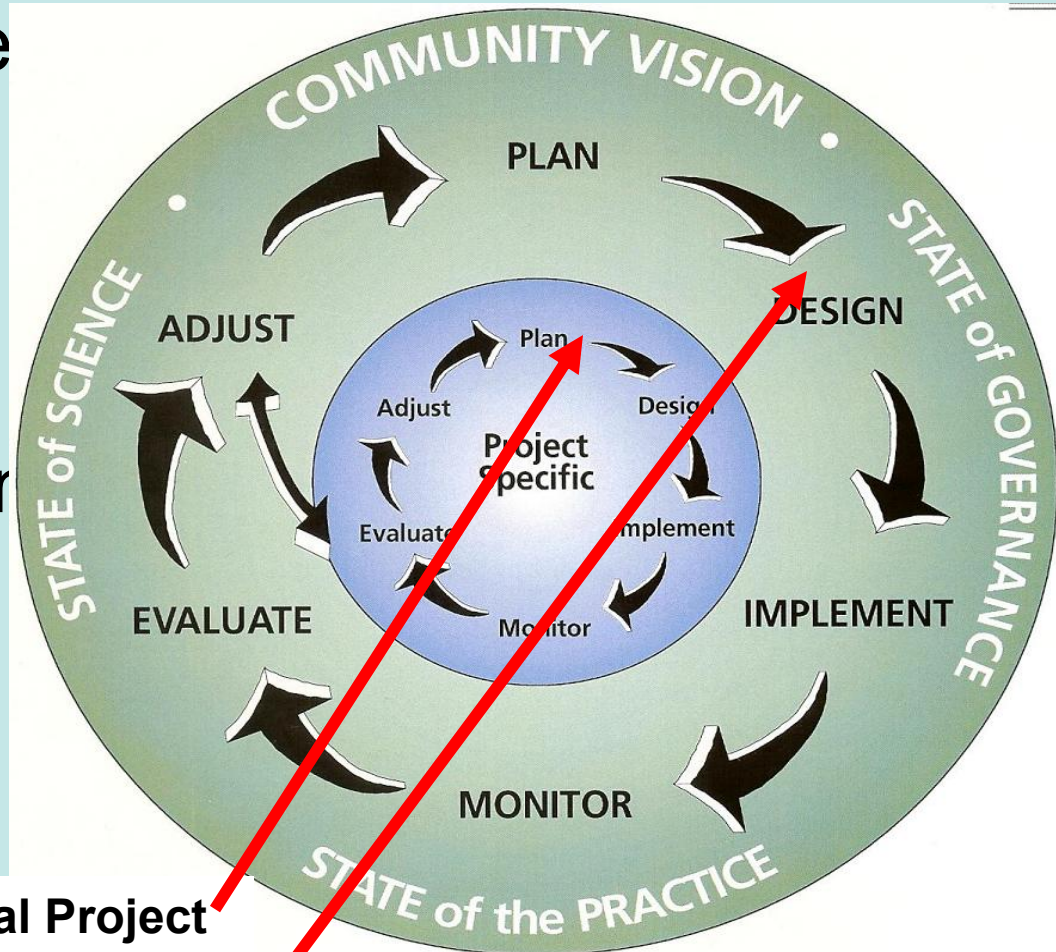 e
COMMUNITY VISION
PLAN
STATE of GOVERNANCE
STATE of SCIENCE
ADJUST
DESIGN
Plan
Adjust
Design
Project
Specific
Evaluate
Implement
EVALUATE
IMPLEMENT
Monitor
MONITOR
STATE of the PRACTICE
al Project